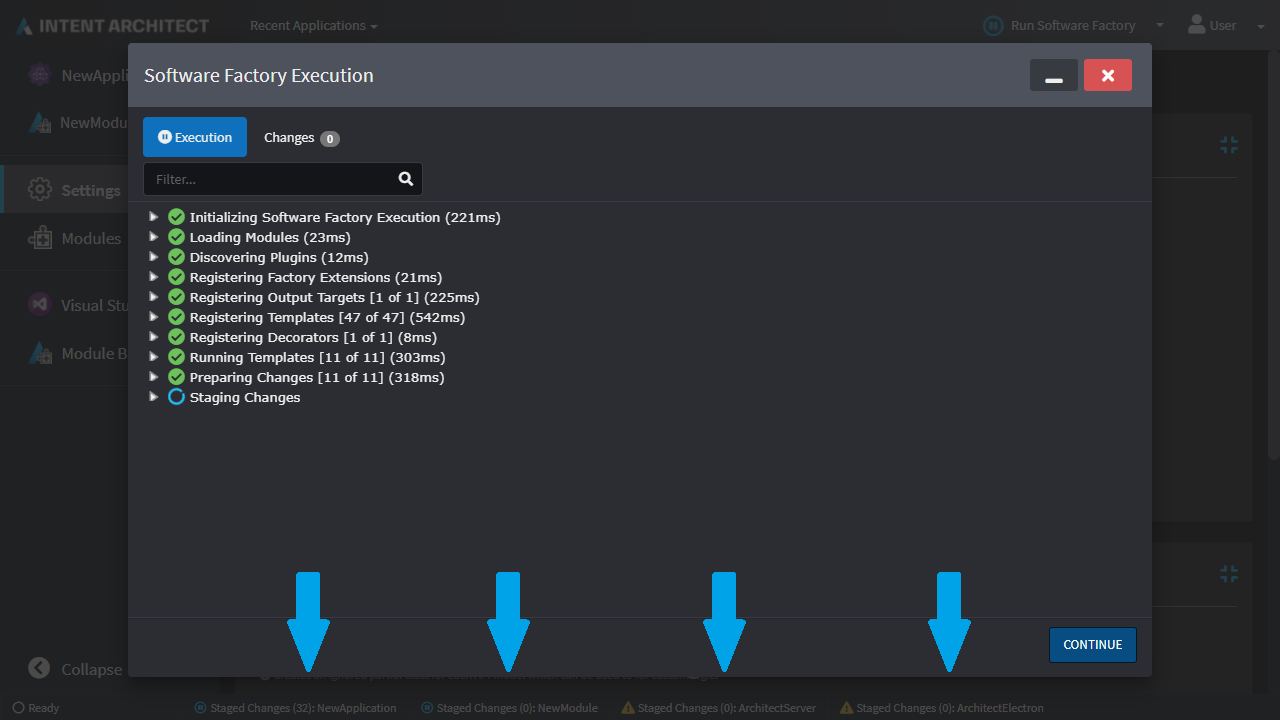 INTENT ARCHITECT
Recent Applications
Run Software Factory
User
NewAppli
NewModu
Settings
Modules
Visual Stu
Module B
Collapse
Software Factory Execution
Execution
Changes 0
Filter...
Initializing Software Factory Execution (221ms)
Loading Modules (23ms)
Discovering Plugins (12ms)
Registering Factory Extensions (21ms)
Registering Output Targets [1 of 1] (225ms)
Registering Templates [47 of 47] (542ms)
Registering Decorators [1 of 1] (8ms)
Running Templates [11 of 11] (303ms)
Preparing Changes [11 of 11] (318ms)
Staging Changes
CONTINUE
Ready
Staged Changes (32): NewApplication
Staged Changes (0): NewModule
Staged Changes (0): ArchitectServer
Staged Changes (0): ArchitectElectron